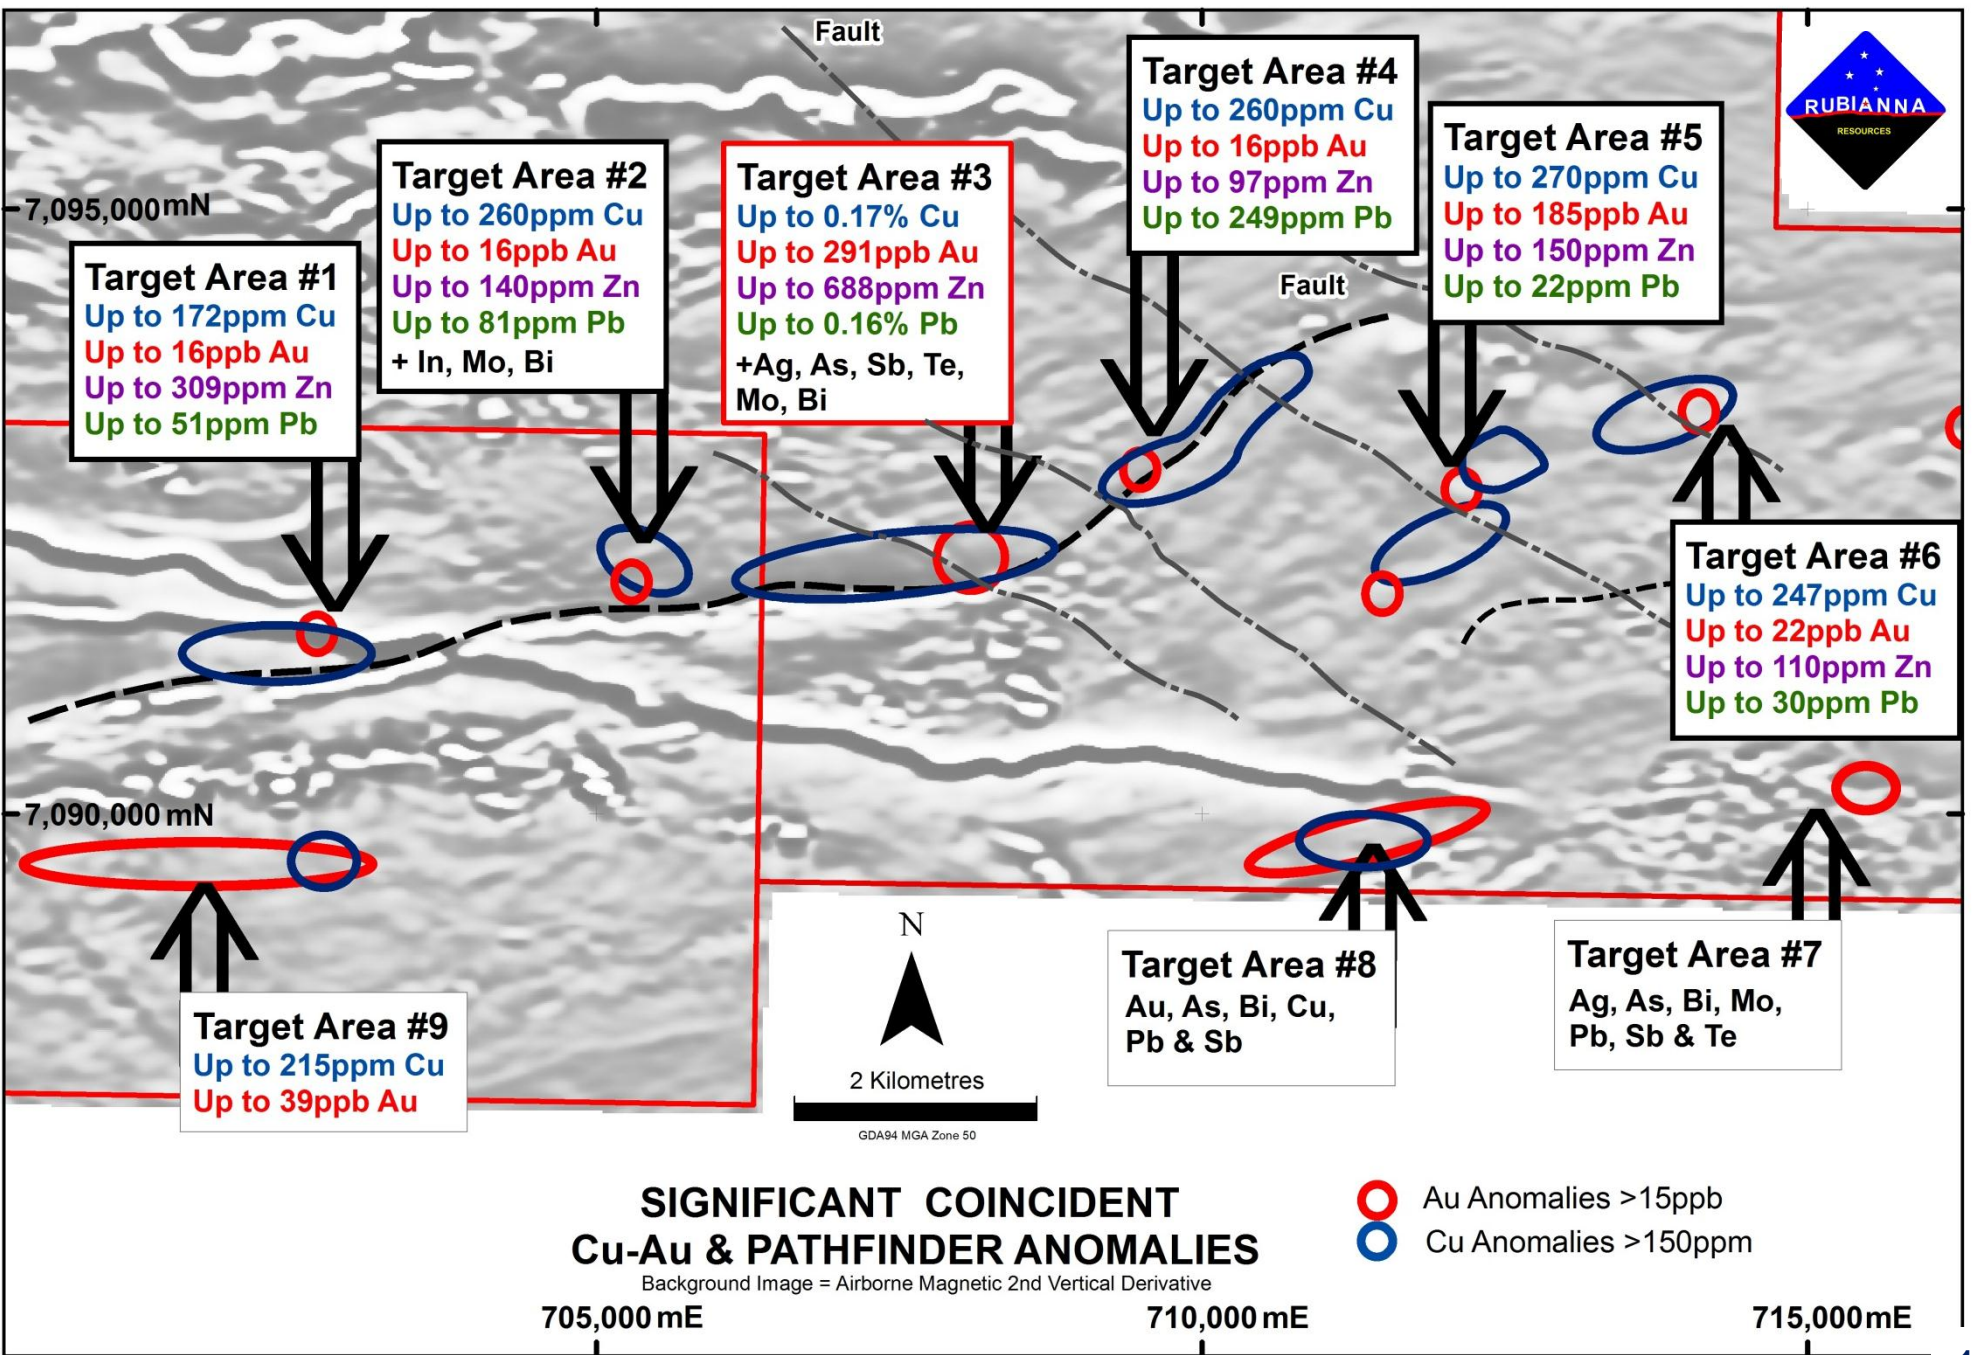 Fault
RUBIANNA
RESOURCES
7,095,000mN
Target Area #1
Up to 172ppm Cu
Up to 16ppb Au
Up to 309ppm Zn
Up to 51ppm Pb
Target Area #2
Up to 260ppm Cu
Up to 16ppb Au
Up to 140ppm Zn
Up to 81ppm Pb
+ In, Mo, Bi
Target Area #3
Up to 0.17% Cu
Up to 291ppb Au
Up to 688ppm Zn
Up to 0.16% Pb
+Ag, As, Sb, Te,
Mo, Bi
Target Area #4
Up to 260ppm Cu
Up to 16ppb Au
Up to 97ppm Zn
Up to 249ppm Pb
Fault
Target Area #5
Up to 270ppm Cu
Up to 185ppb Au
Up to 150ppm Zn
Up to 22ppm Pb
Target Area #6
Up to 247ppm Cu
Up to 22ppb Au
Up to 110ppm Zn
Up to 30ppm Pb
7,090,000 mN
Target Area #9
Up to 215ppm Cu
Up to 39ppb Au
N
2 Kilometres
GDA94 MGA Zone 50
Target Area #8
Au, As, Bi, Cu,
Pb & Sb
Target Area #7
Ag, As, Bi, Mo,
Pb, Sb & Te
SIGNIFICANT COINCIDENT
Cu-Au & PATHFINDER ANOMALIES
Background Image = Airborne Magnetic 2nd Vertical Derivative
Au Anomalies >15ppb
Cu Anomalies >150ppm
705,000 mE
710,000 mE
715,000 mE